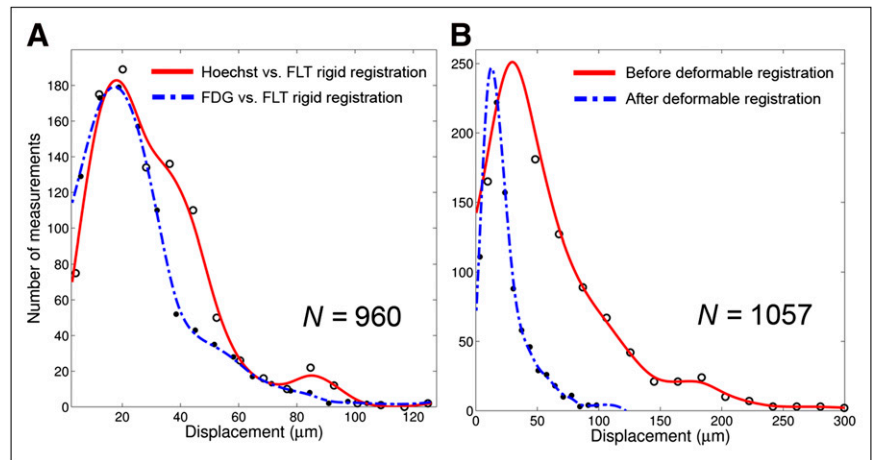 A
Hoechst vs. FLT rigid registration
FDG vs. FLT rigid registration
Number of measurements
180
160
140
120
100
80
60
40
20
0
N = 960
20 40 60 80 100 120
Displacement (µm)
B
Before deformable registration
After deformable registration
250
200
150
100
50
0
N = 1057
0 50 100 150 200 250 300
Displacement (µm)